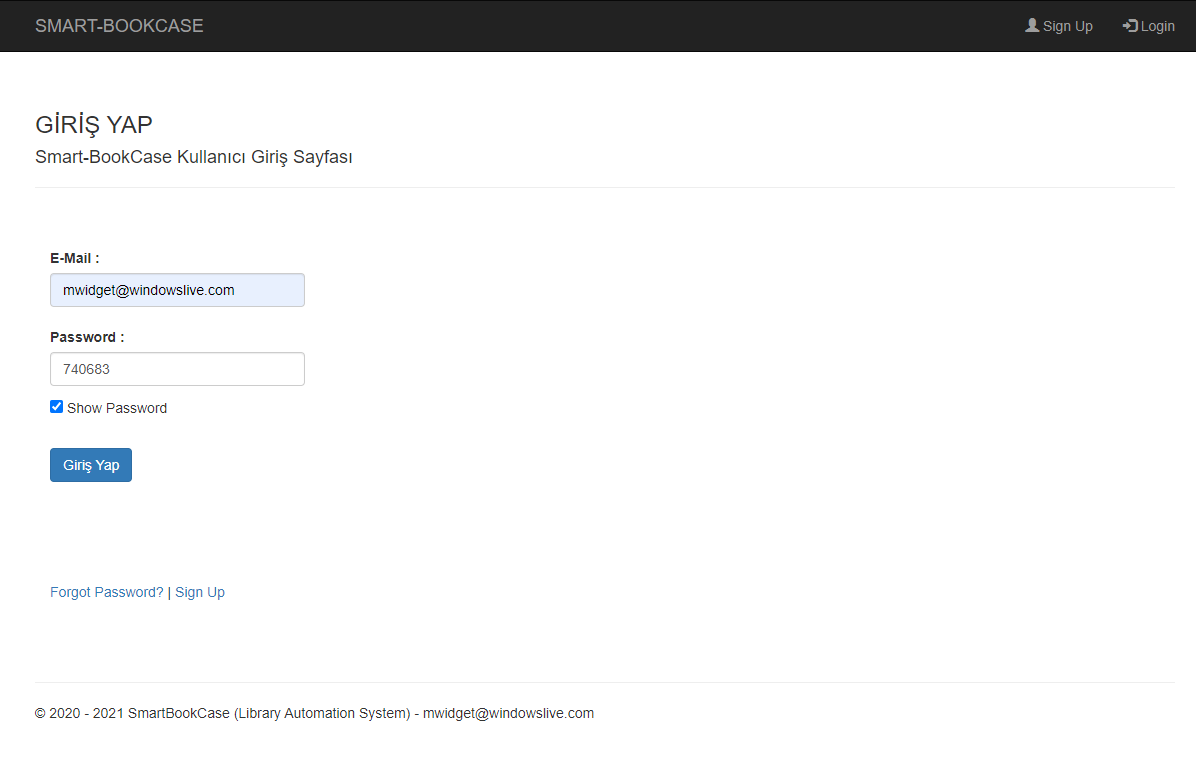 SMART-BOOKCASE Sign Up Login
GİRİŞ YAP
Smart-BookCase Kullanıcı Giriş Sayfası
E-Mail :
mwidget@windowslive.com
Password :
740683
Show Password
Giriş Yap
Forgot Password? | Sign Up
© 2020 - 2021 SmartBookCase (Library Automation System) - mwidget@windowslive.com